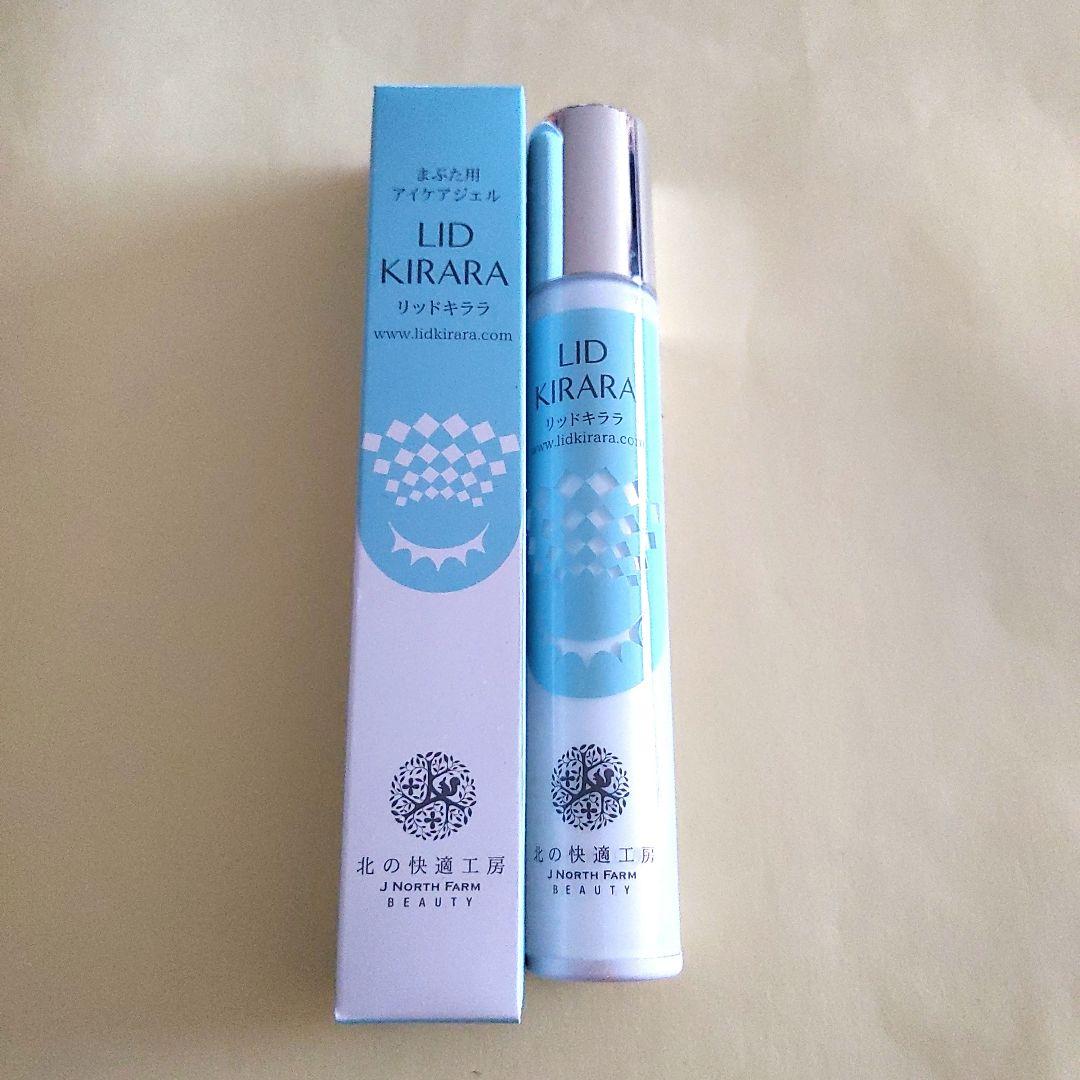 まぶた用
アイケアジェル
LID
KIRARA
リッドキララ
www.lidkirara.com
北の快適工房
J NORTH FARM
BEAUTY
LID
KIRARA
リッドキララ
www.lidkirara.com
北の快適工房
J NORTH FARM
BEAUTY